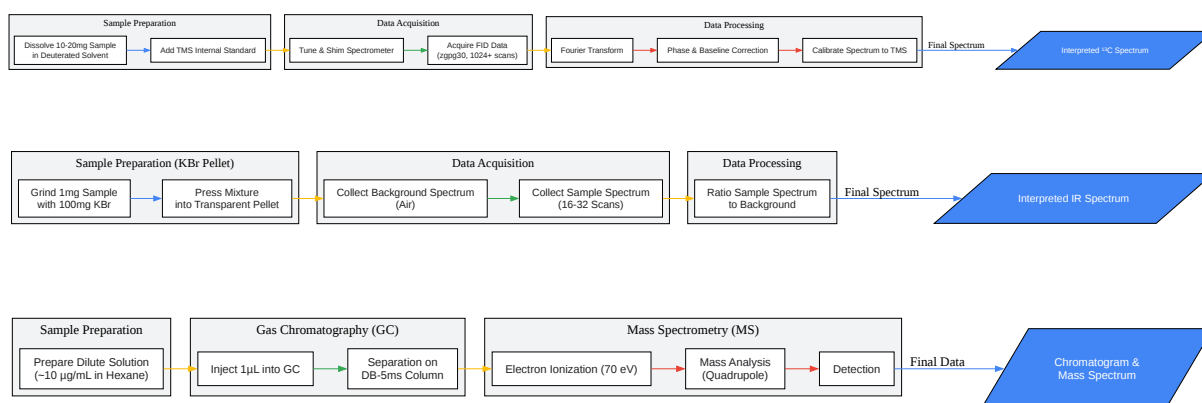 Sample Preparation
Dissolve 10-20mg Sample
in Deuterated Solvent
Add TMS Internal Standard
Data Acquisition
Tune & Shim Spectrometer
Acquire FID Data
(zgpg30, 1024+ scans)
Data Processing
Fourier Transform
Phase & Baseline Correction
Calibrate Spectrum to TMS
Final Spectrum
Interpreted ¹³C Spectrum
Sample Preparation (KBr Pellet)
Grind 1mg Sample
with 100mg KBr
Press Mixture
into Transparent Pellet
Data Acquisition
Collect Background Spectrum
(Air)
Collect Sample Spectrum
(16-32 Scans)
Data Processing
Ratio Sample Spectrum
to Background
Final Spectrum
Interpreted IR Spectrum
Sample Preparation
Prepare Dilute Solution
(~10 µg/mL in Hexane)
Gas Chromatography (GC)
Inject 1µL into GC
Separation on
DB-5ms Column
Mass Spectrometry (MS)
Electron Ionization (70 eV)
Mass Analysis
(Quadrupole)
Detection
Final Data
Chromatogram &
Mass Spectrum